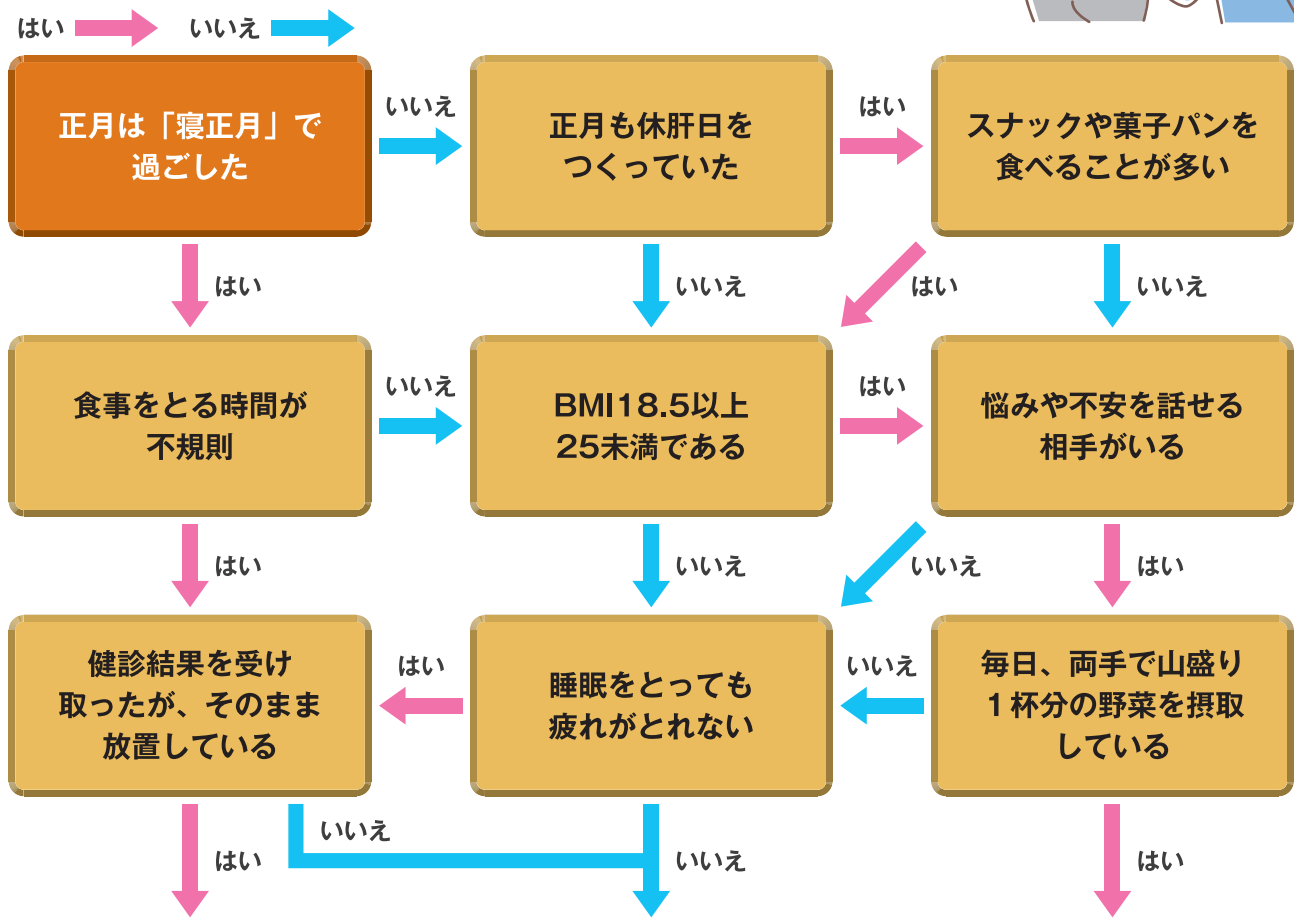 はい
いいえ
正月は「寝正月」で
過ごした
いいえ
正月も休肝日を
つくっていた
はい
スナックや菓子パンを
食べることが多い
はい
いいえ
はい
いいえ
食事をとる時間が
不規則
いいえ
BMI18.5以上
25未満である
はい
悩みや不安を話せる
相手がいる
はい
いいえ
いいえ
はい
健診結果を受け
取ったが、そのまま
放置している
はい
睡眠をとっても
疲れがとれない
いいえ
毎日、両手で山盛り
1杯分の野菜を摂取
している
はい
いいえ
いいえ
はい